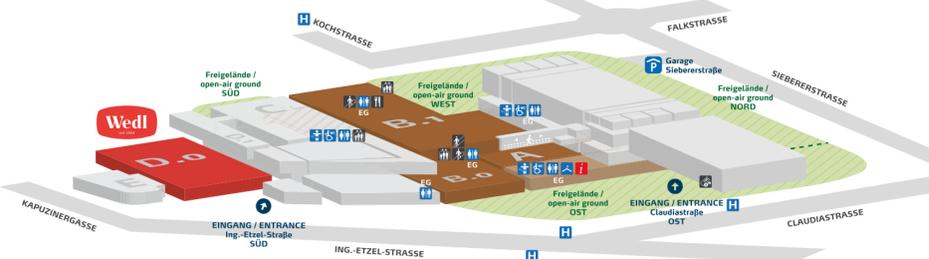 H KOCHSTRASSE
FALKSTRASSE
P Garage
Siebererstraße
SIEBERERSTRASSE
Freigelände /
open-air ground
SÜD
Freigelände /
open-air ground
WEST
Freigelände /
open-air ground
NORD
Wedl
C
B.1
EG
EG
D.0
E
A
B.0
EG
EG
EG
i
Freigelände /
open-air ground
OST
EINGANG / ENTRANCE
Claudiastraße
OST
H
H
H
EINGANG / ENTRANCE
Ing.-Etzel-Straße
SÜD
KAPUZINERGASSE
ING.-ETZEL-STRASSE
CLAUDIASTRASSE